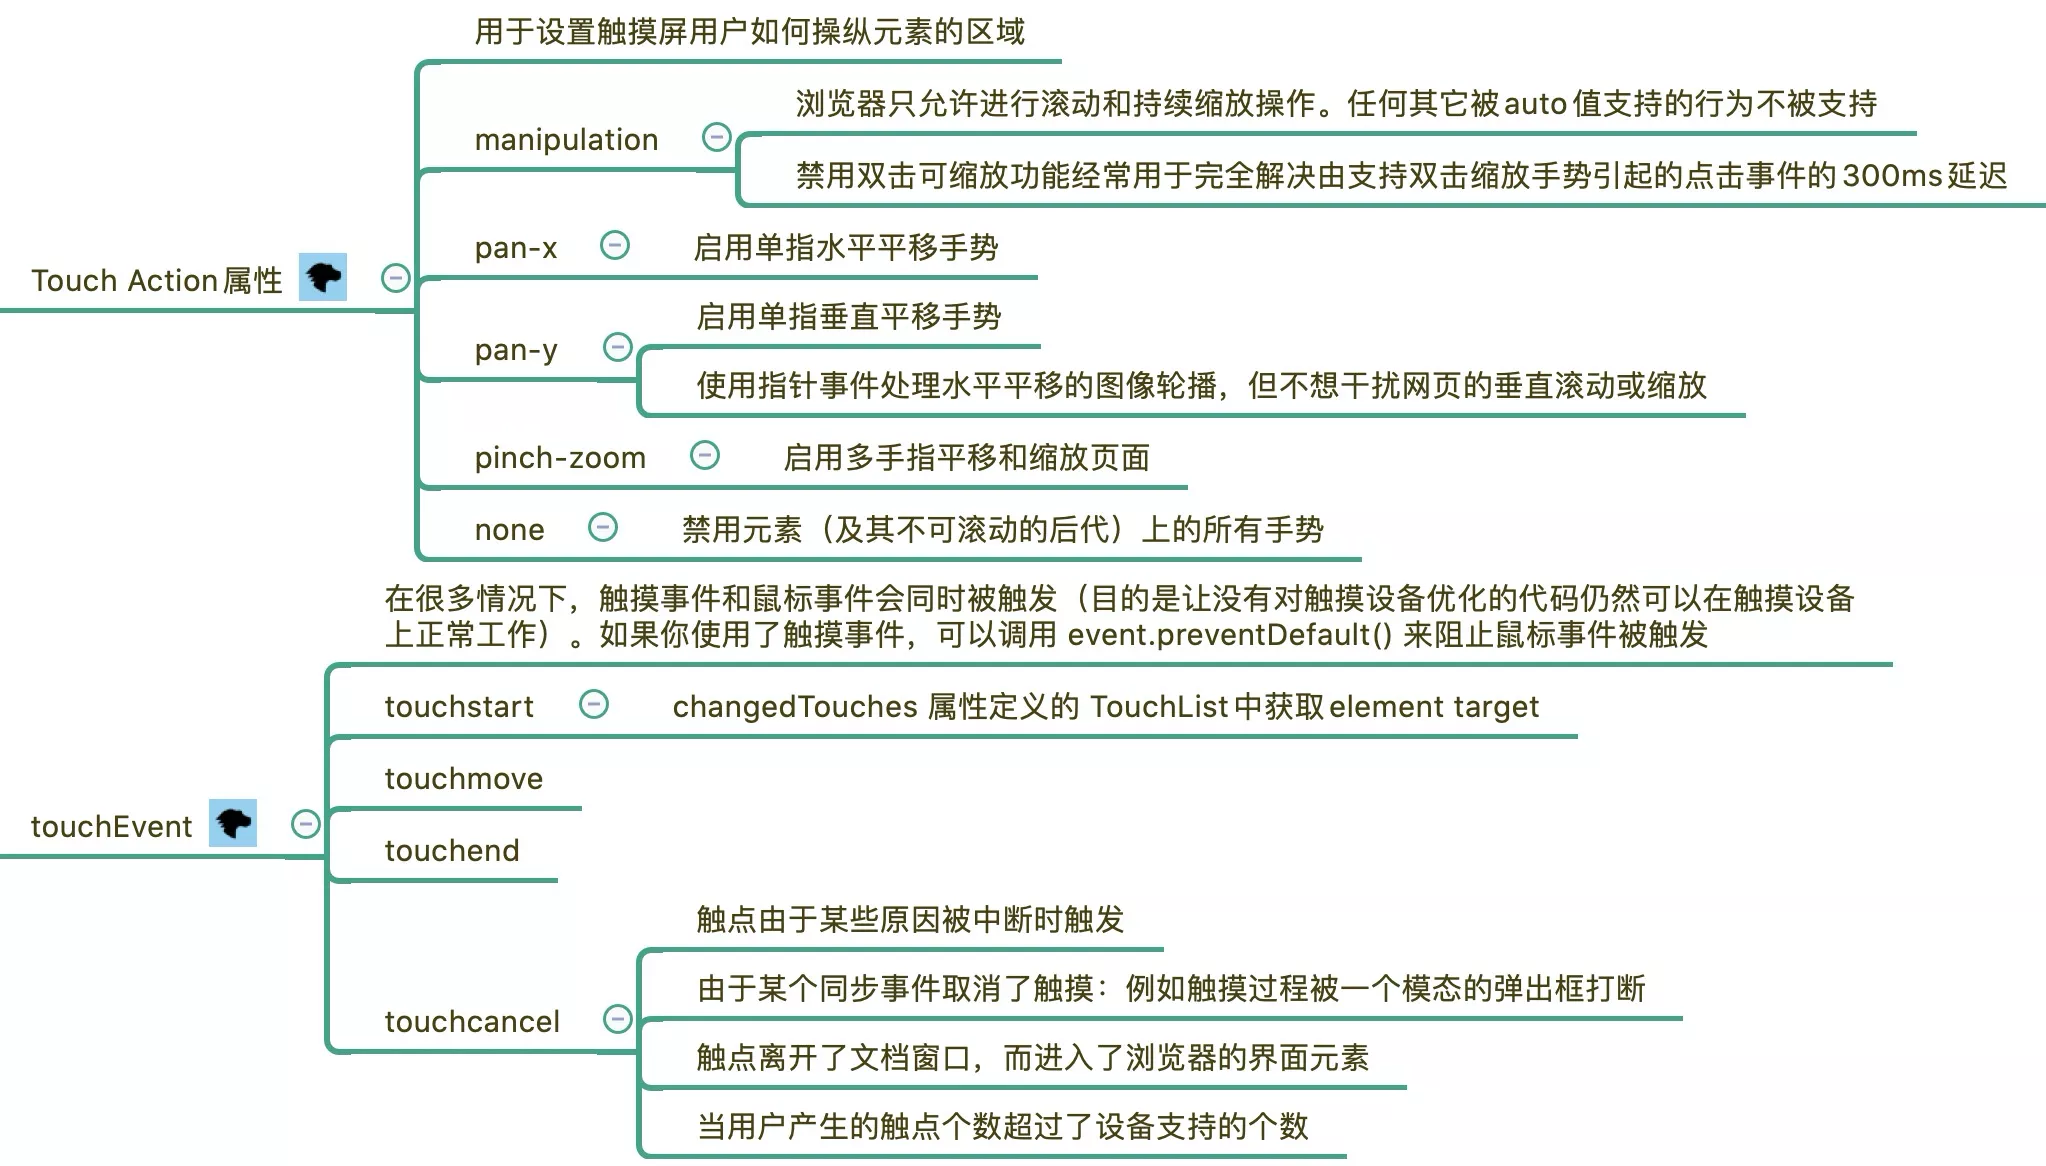 用于设置触摸屏用户如何操纵元素的区域
浏览器只允许进行滚动和持续缩放操作。任何其它被auto值支持的行为不被支持
manipulation
禁用双击可缩放功能经常用于完全解决由支持双击缩放手势引起的点击事件的300ms延迟
pan-x 启用单指水平平移手势
Touch Action属性
启用单指垂直平移手势
pan-y
使用指针事件处理水平平移的图像轮播，但不想干扰网页的垂直滚动或缩放
pinch-zoom 启用多手指平移和缩放页面
none 禁用元素（及其不可滚动的后代）上的所有手势
在很多情况下，触摸事件和鼠标事件会同时被触发（目的是让没有对触摸设备优化的代码仍然可以在触摸设备
上正常工作）。如果你使用了触摸事件，可以调用 event.preventDefault() 来阻止鼠标事件被触发
touchstart changedTouches 属性定义的 TouchList中获取element target
touchmove
touchEvent
touchend
触点由于某些原因被中断时触发
由于某个同步事件取消了触摸：例如触摸过程被一个模态的弹出框打断
touchcancel
触点离开了文档窗口，而进入了浏览器的界面元素
当用户产生的触点个数超过了设备支持的个数